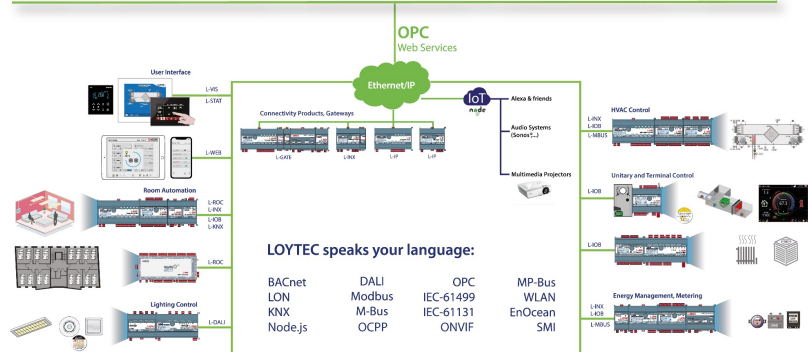 OPC
Web Services
User Interface
Ethernet/IP
IoT
node
Alexa & friends
L-VIS
L-STAT
Connectivity Products, Gateways
HVAC Control
L-INX
L-IOB
L-MBUS
Audio Systems
(Sonos®,...)
L-WEB
L-GATE
L-INX
L-IP
L-IP
Multimedia Projectors
Unitary and Terminal Control
L-IOB
Room Automation
L-ROC
L-INX
L-IOB
L-KNX
L-IOB
LOYTEC speaks your language:
L-ROC
BACnet DALI OPC MP-Bus
LON Modbus IEC-61499 WLAN
KNX M-Bus IEC-61131 EnOcean
Node.js OCPP ONVIF SMI
Lighting Control
L-DALI
Energy Management, Metering
L-INX
L-IOB
L-MBUS